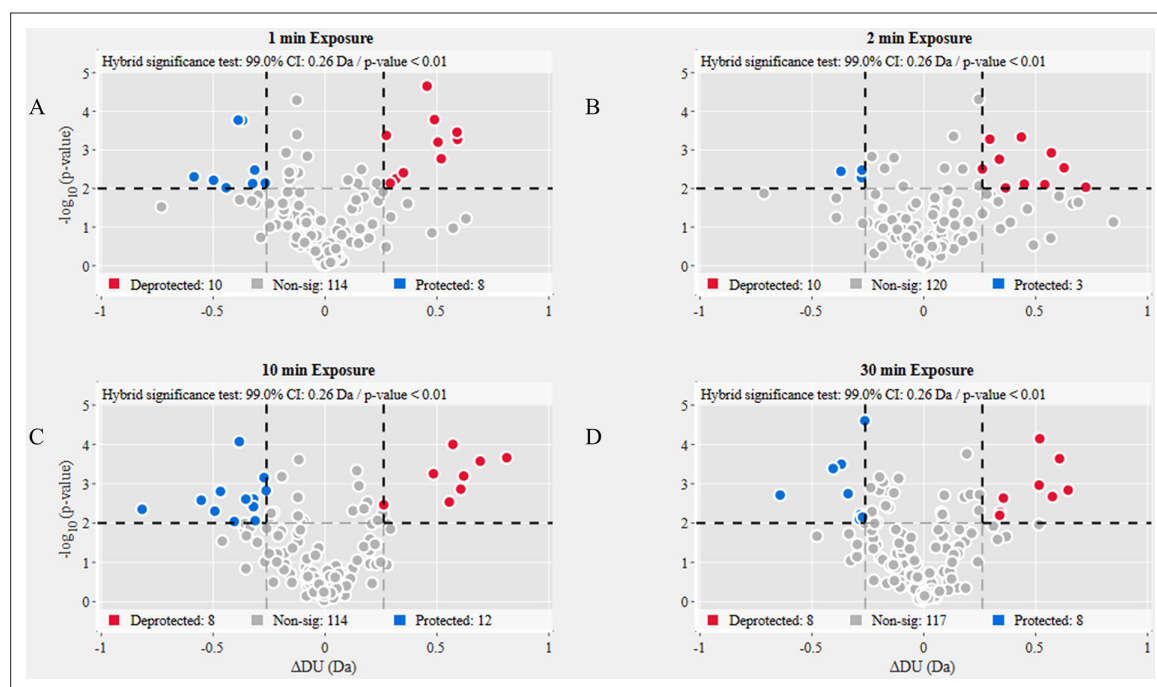 1 min Exposure
Hybrid significance test: 99.0% CI: 0.26 Da / p-value < 0.01
A
-log10 (p-value)
5
4
3
2
1
0
Deprotected: 10 Non-sig: 114 Protected: 8
-1 -0.5 0 0.5 1
2 min Exposure
Hybrid significance test: 99.0% CI: 0.26 Da / p-value < 0.01
B
5
4
3
2
1
0
Deprotected: 10 Non-sig: 120 Protected: 3
-1 -0.5 0 0.5 1
10 min Exposure
Hybrid significance test: 99.0% CI: 0.26 Da / p-value < 0.01
C
-log10 (p-value)
5
4
3
2
1
0
Deprotected: 8 Non-sig: 114 Protected: 12
-1 -0.5 0 0.5 1
ΔDU (Da)
30 min Exposure
Hybrid significance test: 99.0% CI: 0.26 Da / p-value < 0.01
D
5
4
3
2
1
0
Deprotected: 8 Non-sig: 117 Protected: 8
-1 -0.5 0 0.5 1
ΔDU (Da)